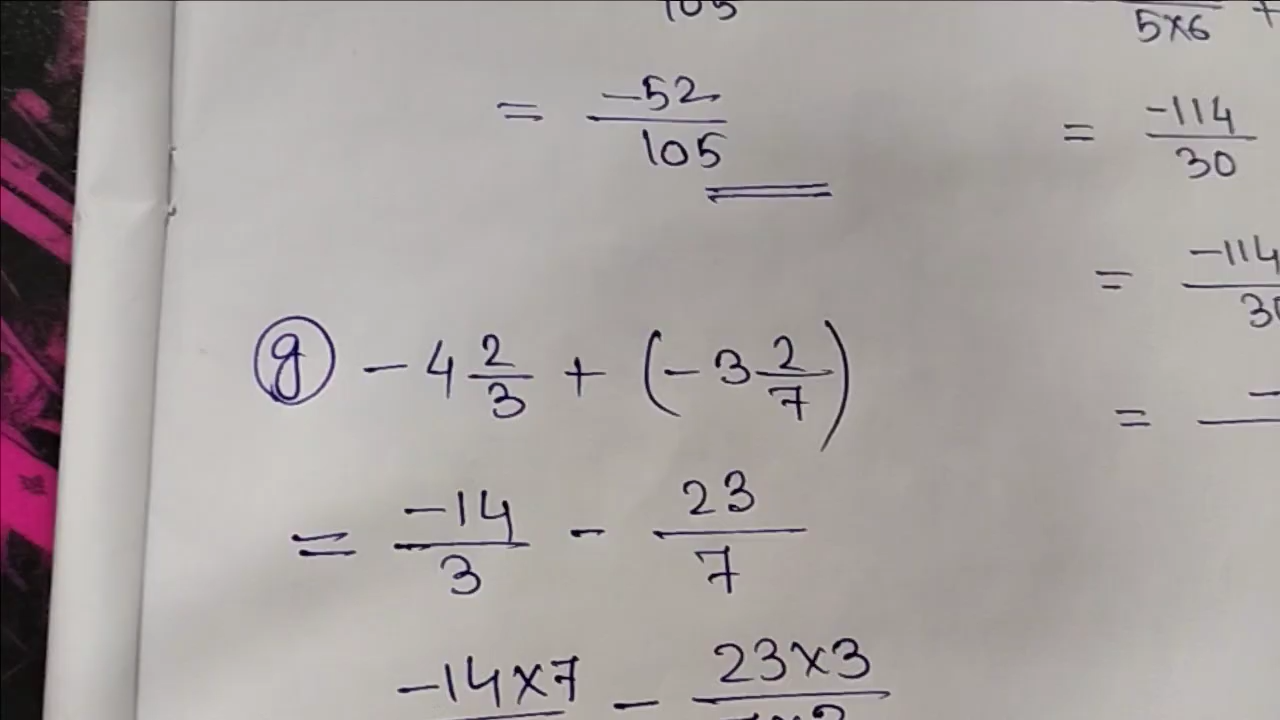 105
= -52/105
(g) -4 2/3 + (-3 2/7)
= -14/3 - 23/7
-14×7 - 23×3
5×6 +
= -114/30
= -114/30
= -